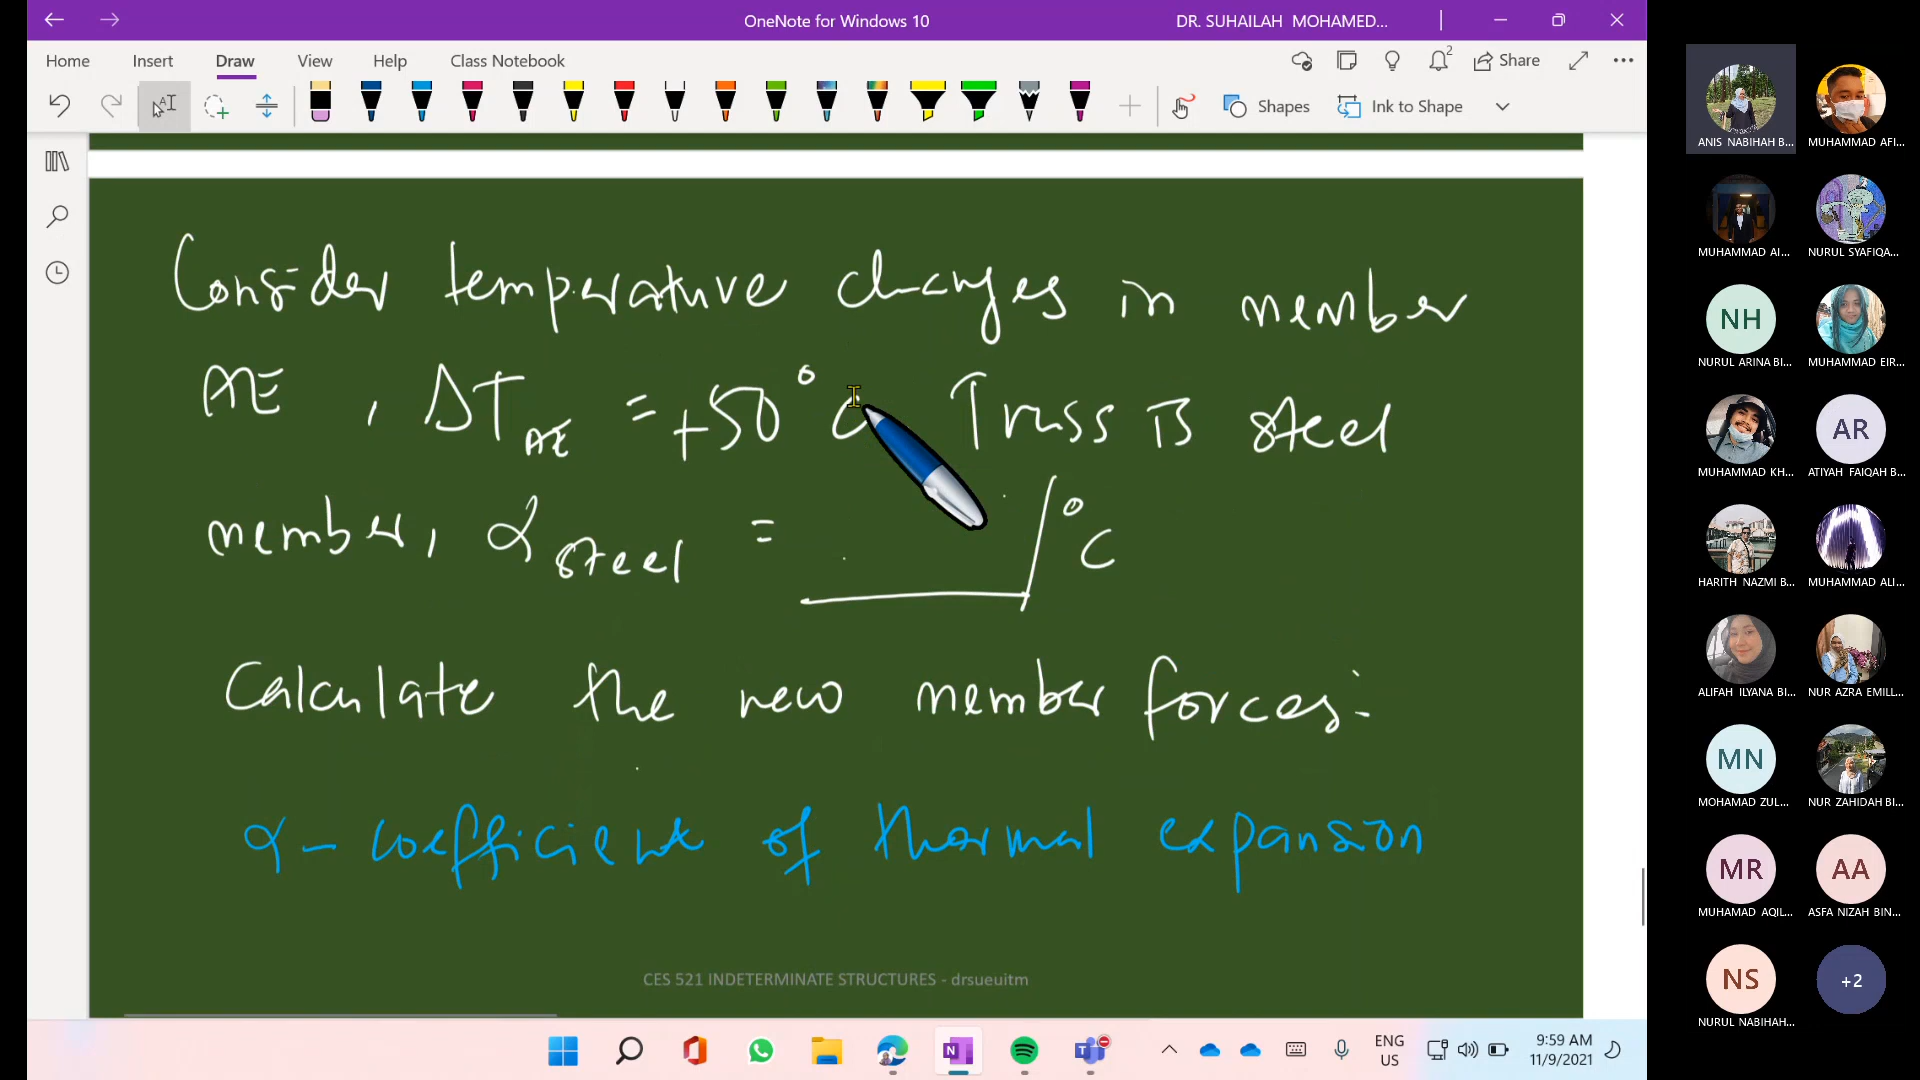 OneNote for Windows 10
DR. SUHAILAH MOHAMED...
Home Insert Draw View Help Class Notebook
2
Share
Shapes
Ink to Shape
Consider temperature changes in member
AE, ΔT AE = +50°C Truss is steel
member, α steel = ____/°C
Calculate the new member forces:-
α - coefficient of thermal expansion
CES 521 INDETERMINATE STRUCTURES - drsueuitm
ANIS NABIHAH B...
MUHAMMAD AFI...
MUHAMMAD AI...
NURUL SYAFIQA...
NH
NURUL ARINA BI...
MUHAMMAD EIR...
MUHAMMAD KH...
AR
ATIYAH FAIQAH B...
HARITH NAZMI B...
MUHAMMAD ALI...
ALIFAH ILYANA BI...
NUR AZRA EMILL...
MN
MOHAMAD ZUL...
NUR ZAHIDAH BI...
MR
MUHAMAD AQIL...
AA
ASFA NIZAH BIN...
NS
NURUL NABIHAH...
+2
ENG
US
9:59 AM
11/9/2021